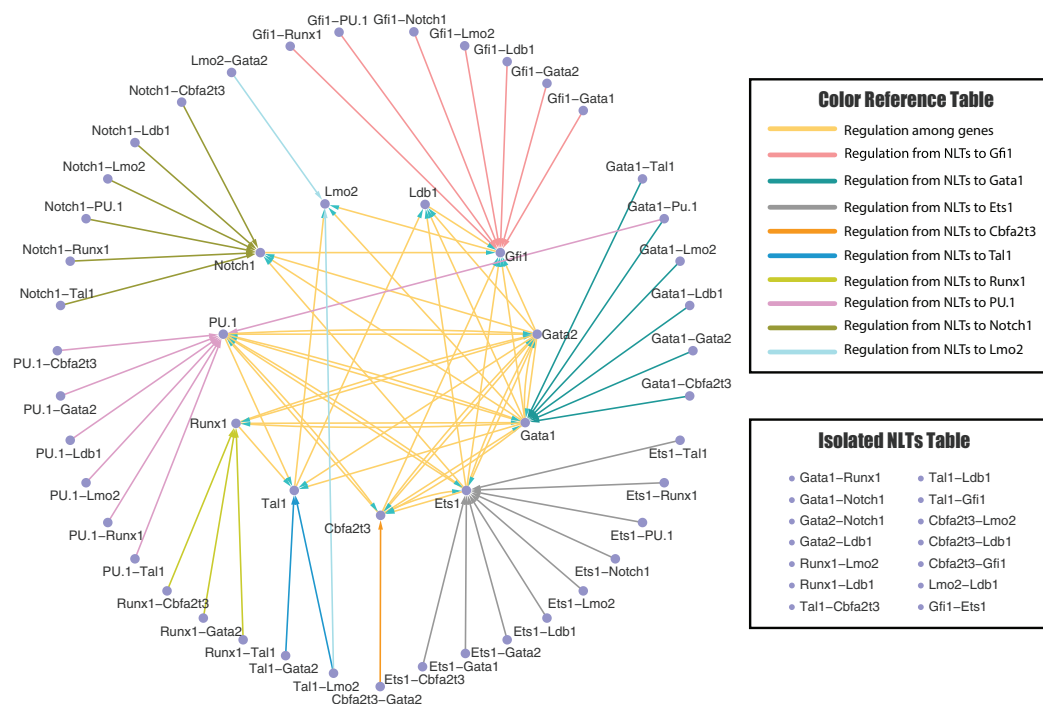 Gfi1−PU.1
Gfi1−Notch1
Gfi1−Runx1
Gfi1−Lmo2
Gfi1−Ldb1
Lmo2−Gata2
Gfi1−Gata2
Notch1−Cbfa2t3
Gfi1−Gata1
Notch1−Ldb1
Notch1−Lmo2
Gata1−Tal1
Notch1−PU.1
Lmo2
Ldb1
Gata1−Pu.1
Notch1−Runx1
Notch1
Gfi1
Gata1−Lmo2
Notch1−Tal1
Gata1−Ldb1
PU.1
Gata2
Gata1−Gata2
PU.1−Cbfa2t3
Gata1−Cbfa2t3
PU.1−Gata2
Runx1
Gata1
PU.1−Ldb1
Ets1−Tal1
PU.1−Lmo2
Tal1
Ets1
Ets1−Runx1
Cbfa2t3
PU.1−Runx1
Ets1−PU.1
PU.1−Tal1
Ets1−Notch1
Runx1−Cbfa2t3
Ets1−Lmo2
Runx1−Gata2
Ets1−Ldb1
Runx1−Tal1
Ets1−Gata2
Tal1−Gata2
Ets1−Gata1
Tal1−Lmo2
Ets1−Cbfa2t3
Cbfa2t3−Gata2
Color Reference Table
Regulation among genes
Regulation from NLTs to Gfi1
Regulation from NLTs to Gata1
Regulation from NLTs to Ets1
Regulation from NLTs to Cbfa2t3
Regulation from NLTs to Tal1
Regulation from NLTs to Runx1
Regulation from NLTs to PU.1
Regulation from NLTs to Notch1
Regulation from NLTs to Lmo2
Isolated NLTs Table
Gata1−Runx1
Gata1−Notch1
Gata2−Notch1
Gata2−Ldb1
Runx1−Lmo2
Runx1−Ldb1
Tal1−Cbfa2t3
Tal1−Ldb1
Tal1−Gfi1
Cbfa2t3−Lmo2
Cbfa2t3−Ldb1
Cbfa2t3−Gfi1
Lmo2−Ldb1
Gfi1−Ets1